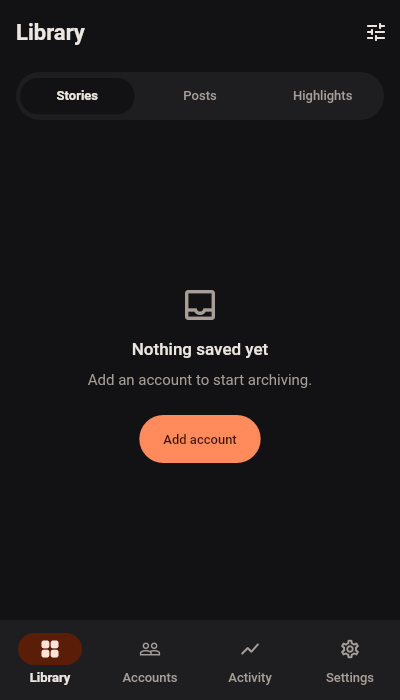 Library
Stories
Posts
Highlights
Nothing saved yet
Add an account to start archiving.
Add account
Library
Accounts
Activity
Settings